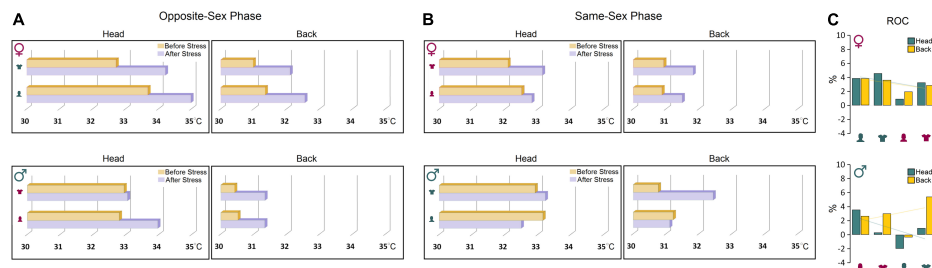 A
Opposite-Sex Phase
Head
Back
Before Stress
After Stress
30 31 32 33 34 35°C
30 31 32 33 34 35°C
Head
Back
Before Stress
After Stress
30 31 32 33 34 35°C
30 31 32 33 34 35°C
B
Same-Sex Phase
Head
Back
Before Stress
After Stress
30 31 32 33 34 35°C
30 31 32 33 34 35°C
Head
Back
Before Stress
After Stress
30 31 32 33 34 35°C
30 31 32 33 34 35°C
C
ROC
Head
Back
%
10
8
6
4
2
0
-2
-4
Head
Back
%
10
8
6
4
2
0
-2
-4